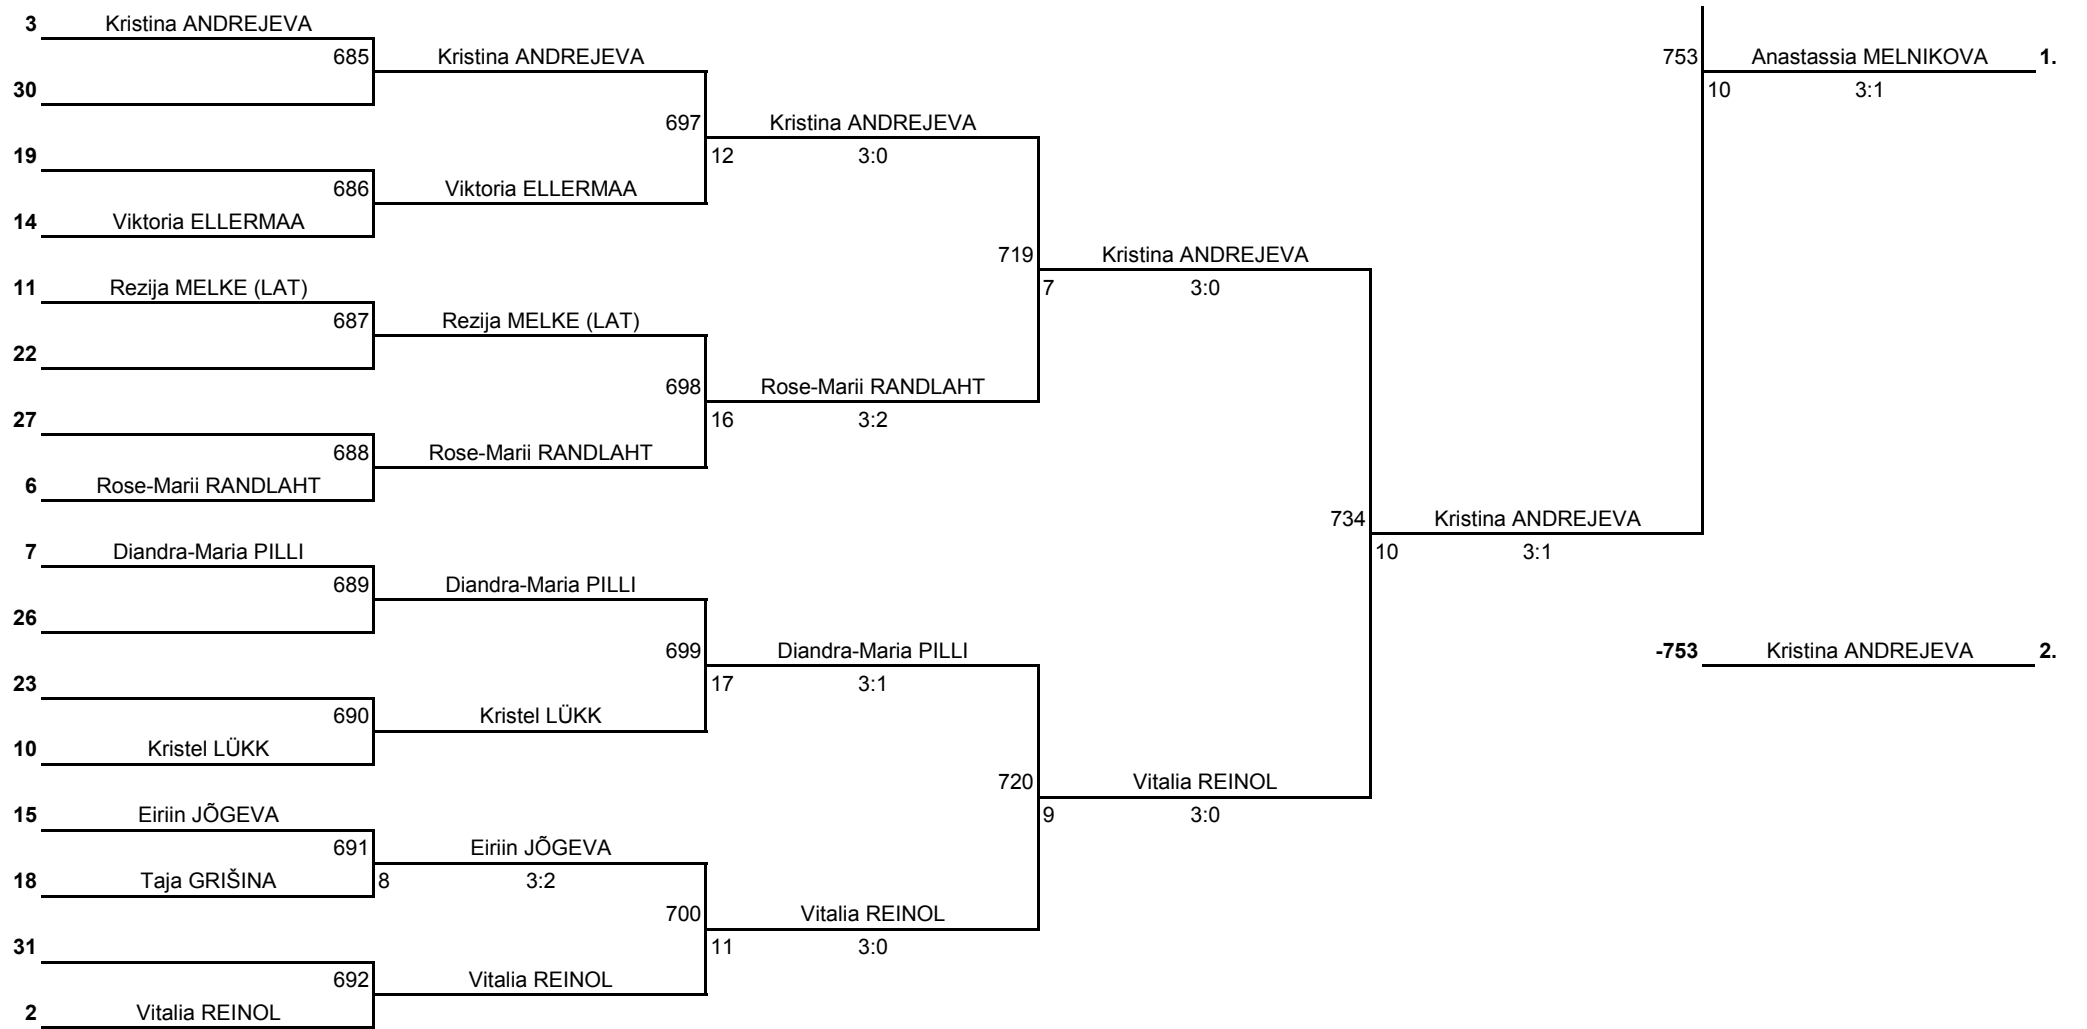 3 Kristina ANDREJEVA
685 Kristina ANDREJEVA 753 Anastassia MELNIKOVA 1.
30 10 3:1
697 Kristina ANDREJEVA
19 12 3:0
686 Viktoria ELLERMAA
14 Viktoria ELLERMAA
719 Kristina ANDREJEVA
11 Rezija MELKE (LAT) 7 3:0
687 Rezija MELKE (LAT)
22
698 Rose-Marii RANDLAHT
27 16 3:2
688 Rose-Marii RANDLAHT
6 Rose-Marii RANDLAHT
734 Kristina ANDREJEVA
7 Diandra-Maria PILLI 10 3:1
689 Diandra-Maria PILLI
26
699 Diandra-Maria PILLI -753 Kristina ANDREJEVA 2.
23 17 3:1
690 Kristel LÜKK
10 Kristel LÜKK
720 Vitalia REINOL
15 Eiriin JÕGEVA 9 3:0
691 Eiriin JÕGEVA
18 Taja GRIŠINA 8 3:2
700 Vitalia REINOL
31 11 3:0
692 Vitalia REINOL
2 Vitalia REINOL